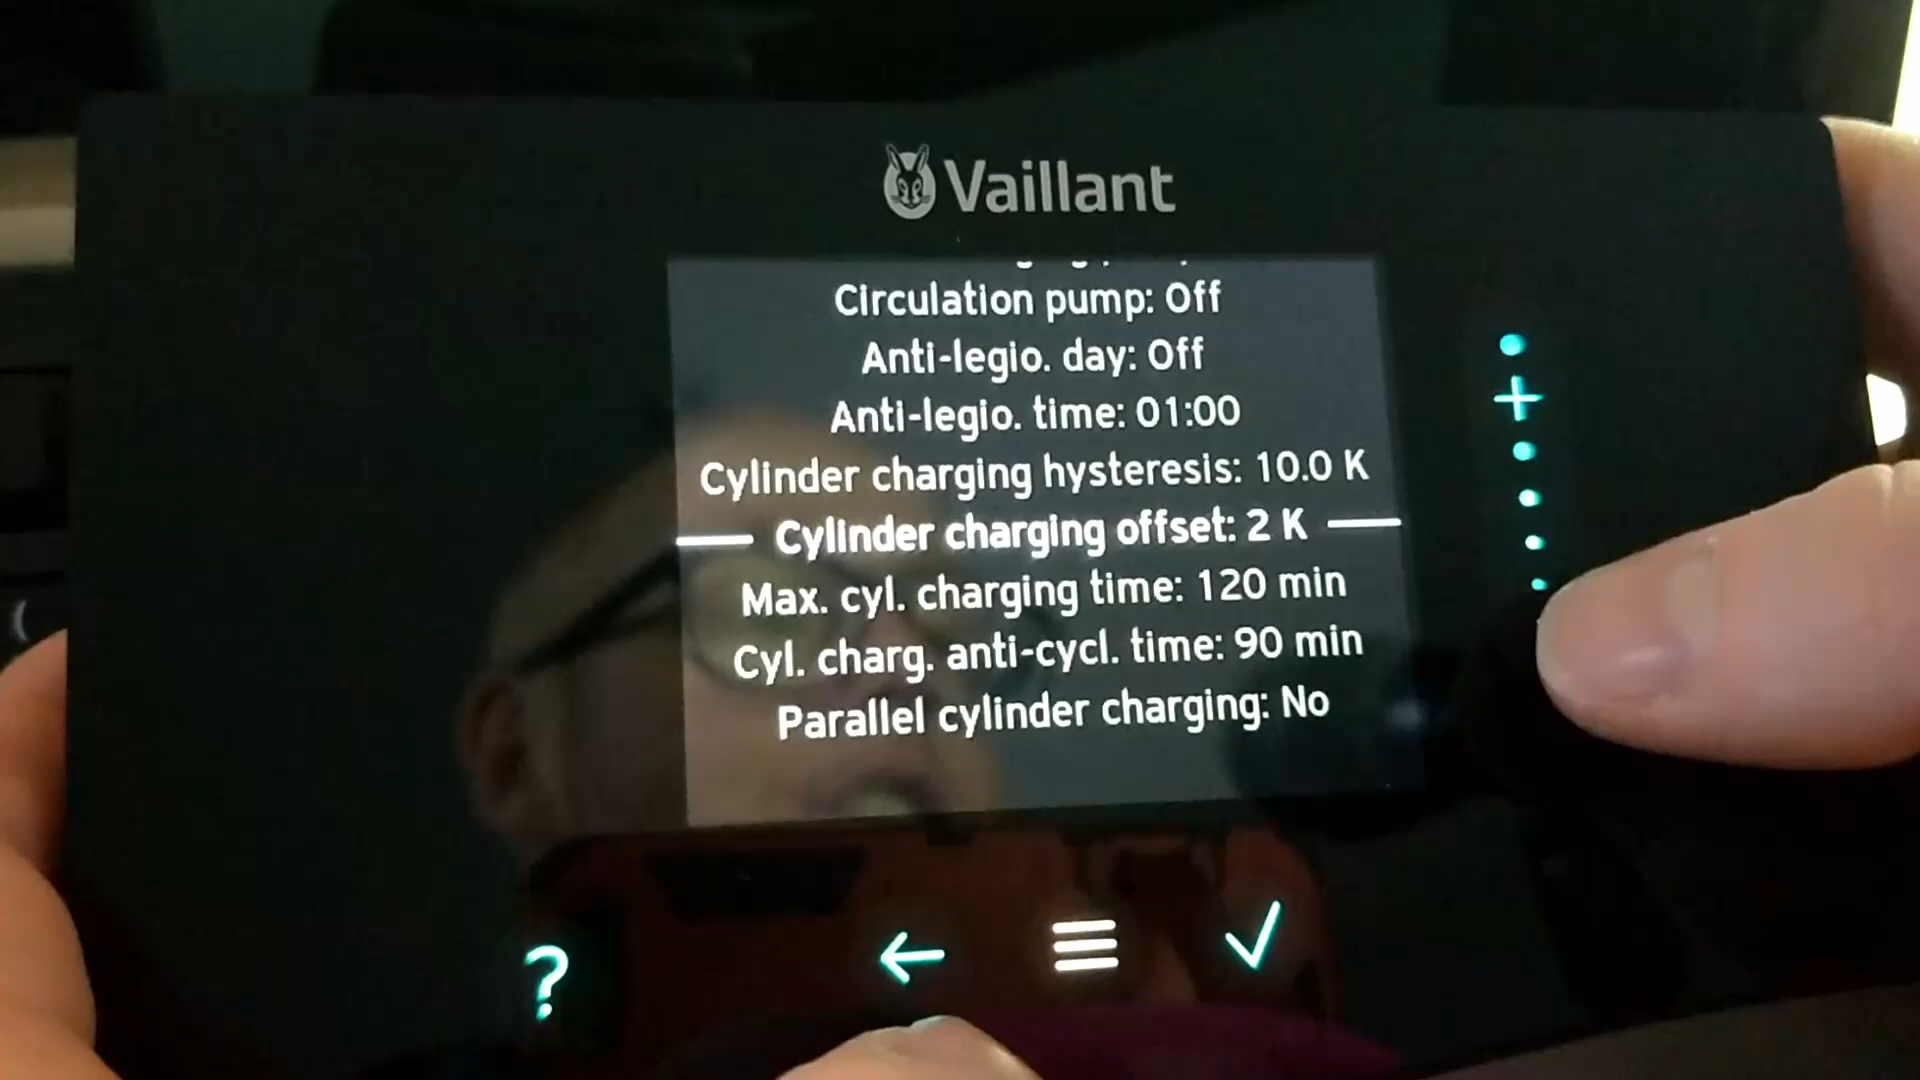 Vaillant
Circulation pump: Off
Anti-legio. day: Off
Anti-legio. time: 01:00
Cylinder charging hysteresis: 10.0 K
Cylinder charging offset: 2 K
Max. cyl. charging time: 120 min
Cyl. charg. anti-cycl. time: 90 min
Parallel cylinder charging: No
?